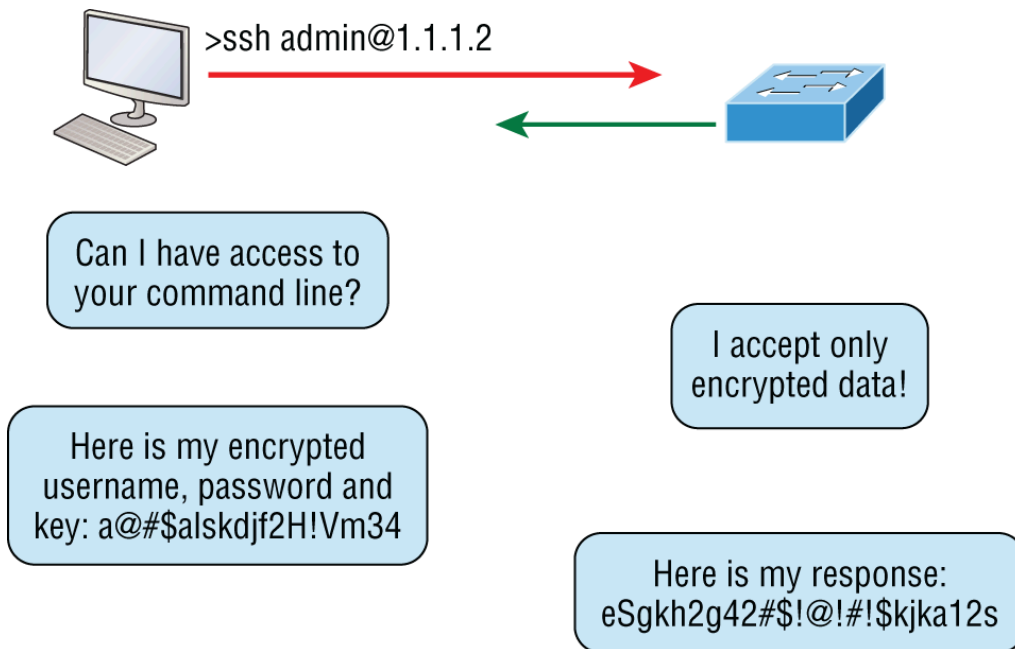 >ssh admin@1.1.1.2
Can I have access to
your command line?
I accept only
encrypted data!
Here is my encrypted
username, password and
key: a@#$alskdjf2H!Vm34
Here is my response:
eSgkh2g42#$!@!#!$kjka12s